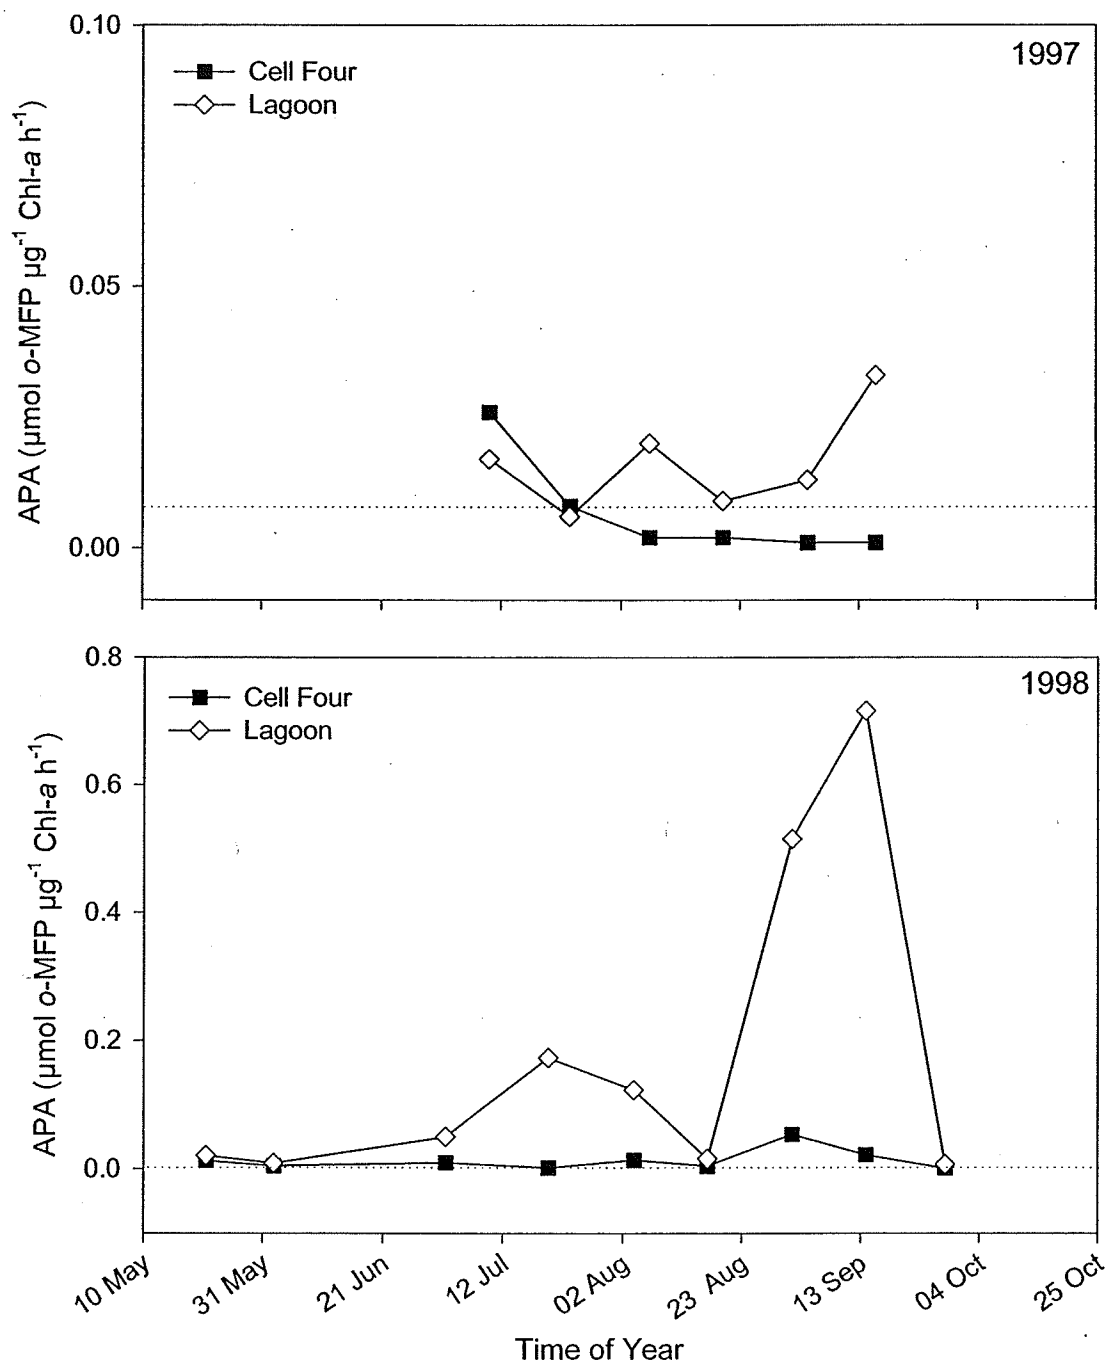 0.10
1997
Cell Four
Lagoon
APA (µmol o-MFP µg⁻¹ Chl-a h⁻¹)
0.05
0.00
0.8
1998
Cell Four
Lagoon
APA (µmol o-MFP µg⁻¹ Chl-a h⁻¹)
0.6
0.4
0.2
0.0
10 May
31 May
21 Jun
12 Jul
02 Aug
23 Aug
13 Sep
04 Oct
25 Oct
Time of Year